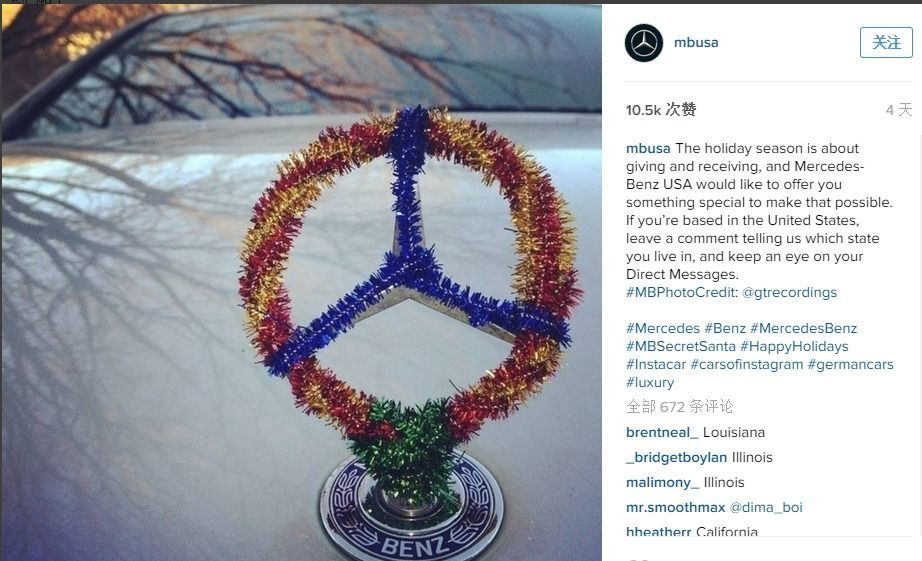 mbusa
关注
10.5k 次赞
4 天
mbusa The holiday season is about
giving and receiving, and Mercedes-
Benz USA would like to offer you
something special to make that possible.
If you’re based in the United States,
leave a comment telling us which state
you live in, and keep an eye on your
Direct Messages.
#MBPhotoCredit: @gtrecordings
#Mercedes #Benz #MercedesBenz
#MBSecretSanta #HappyHolidays
#Instacar #carsofinstagram #germancars
#luxury
全部 672 条评论
brentneal_ Louisiana
_bridgetboylan Illinois
malimony_ Illinois
mr.smoothmax @dima_boi
hheatherr California
BENZ